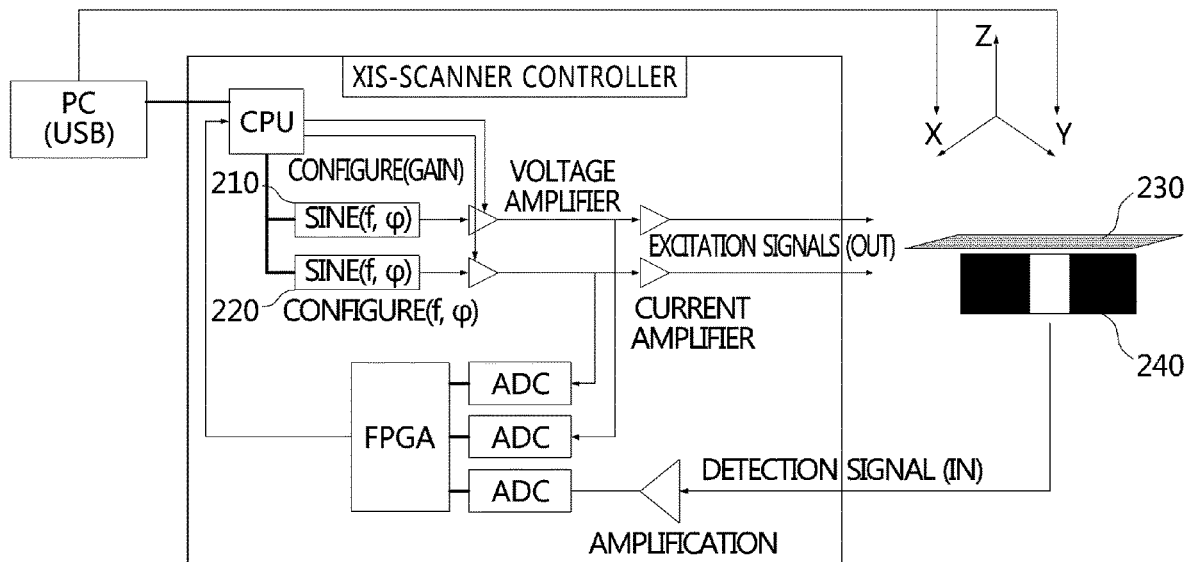 XIS-SCANNER CONTROLLER
PC
(USB)
CPU
Z
X
Y
CONFIGURE(GAIN)
VOLTAGE
AMPLIFIER
210
SINE(f, φ)
EXCITATION SIGNALS (OUT)
230
SINE(f, φ)
220
CONFIGURE(f, φ)
CURRENT
AMPLIFIER
240
ADC
FPGA
ADC
ADC
DETECTION SIGNAL (IN)
AMPLIFICATION